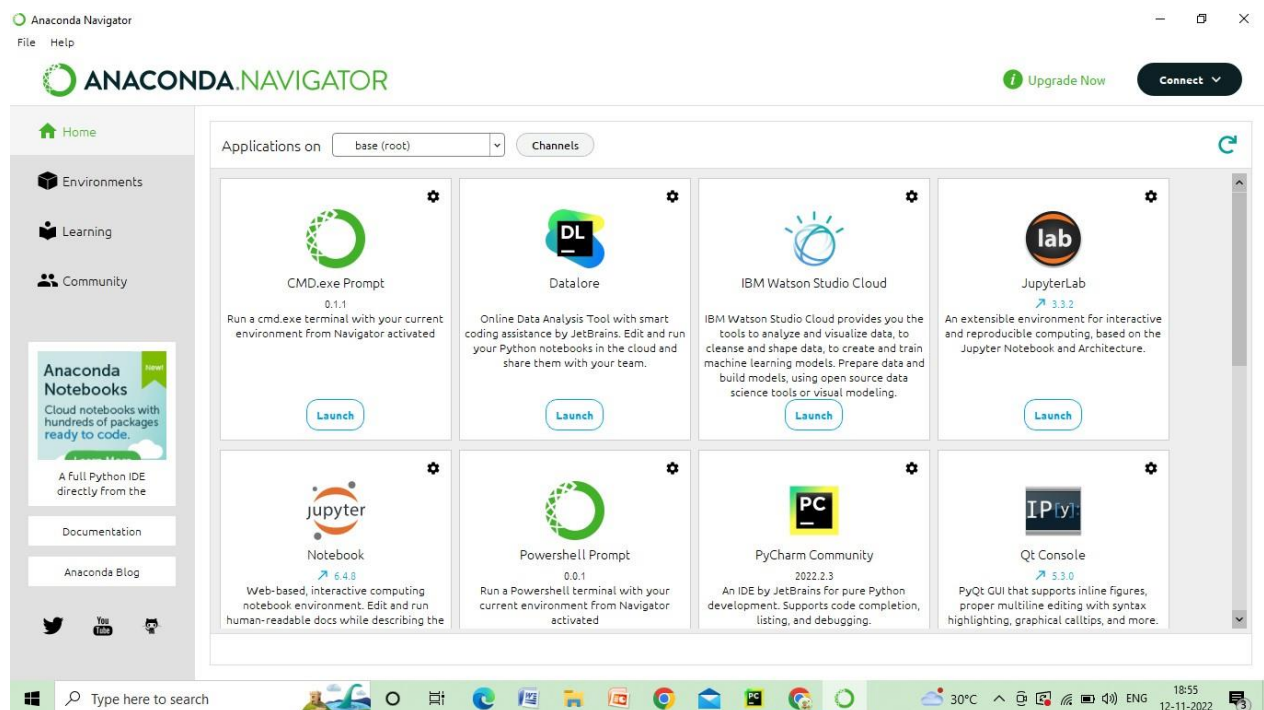 Anaconda Navigator
File Help
ANACONDA.NAVIGATOR
Upgrade Now
Connect
Home
Environments
Learning
Community
Applications on base (root) Channels
CMD.exe Prompt
0.1.1
Run a cmd.exe terminal with your current
environment from Navigator activated
Launch
DL
Datalore
Online Data Analysis Tool with smart
coding assistance by JetBrains. Edit and run
your Python notebooks in the cloud and
share them with your team.
Launch
IBM Watson Studio Cloud
IBM Watson Studio Cloud provides you the
tools to analyze and visualize data, to
cleanse and shape data, to create and train
machine learning models. Prepare data and
build models, using open source data
science tools or visual modeling.
Launch
lab
JupyterLab
3.3.2
An extensible environment for interactive
and reproducible computing, based on the
Jupyter Notebook and Architecture.
Launch
jupyter
Notebook
6.4.8
Web-based, interactive computing
notebook environment. Edit and run
human-readable docs while describing the
Powershell Prompt
0.0.1
Run a Powershell terminal with your
current environment from Navigator
activated
PC
PyCharm Community
2022.2.3
An IDE by JetBrains for pure Python
development. Supports code completion,
listing, and debugging.
IP[y]:
Qt Console
5.3.0
PyQt GUI that supports inline figures,
proper multiline editing with syntax
highlighting, graphical calltips, and more.
Anaconda
Notebooks
New!
Cloud notebooks with
hundreds of packages
ready to code.
Learn More
A full Python IDE
directly from the
Documentation
Anaconda Blog
You
Tube
Type here to search
30°C
ENG
18:55
12-11-2022
3